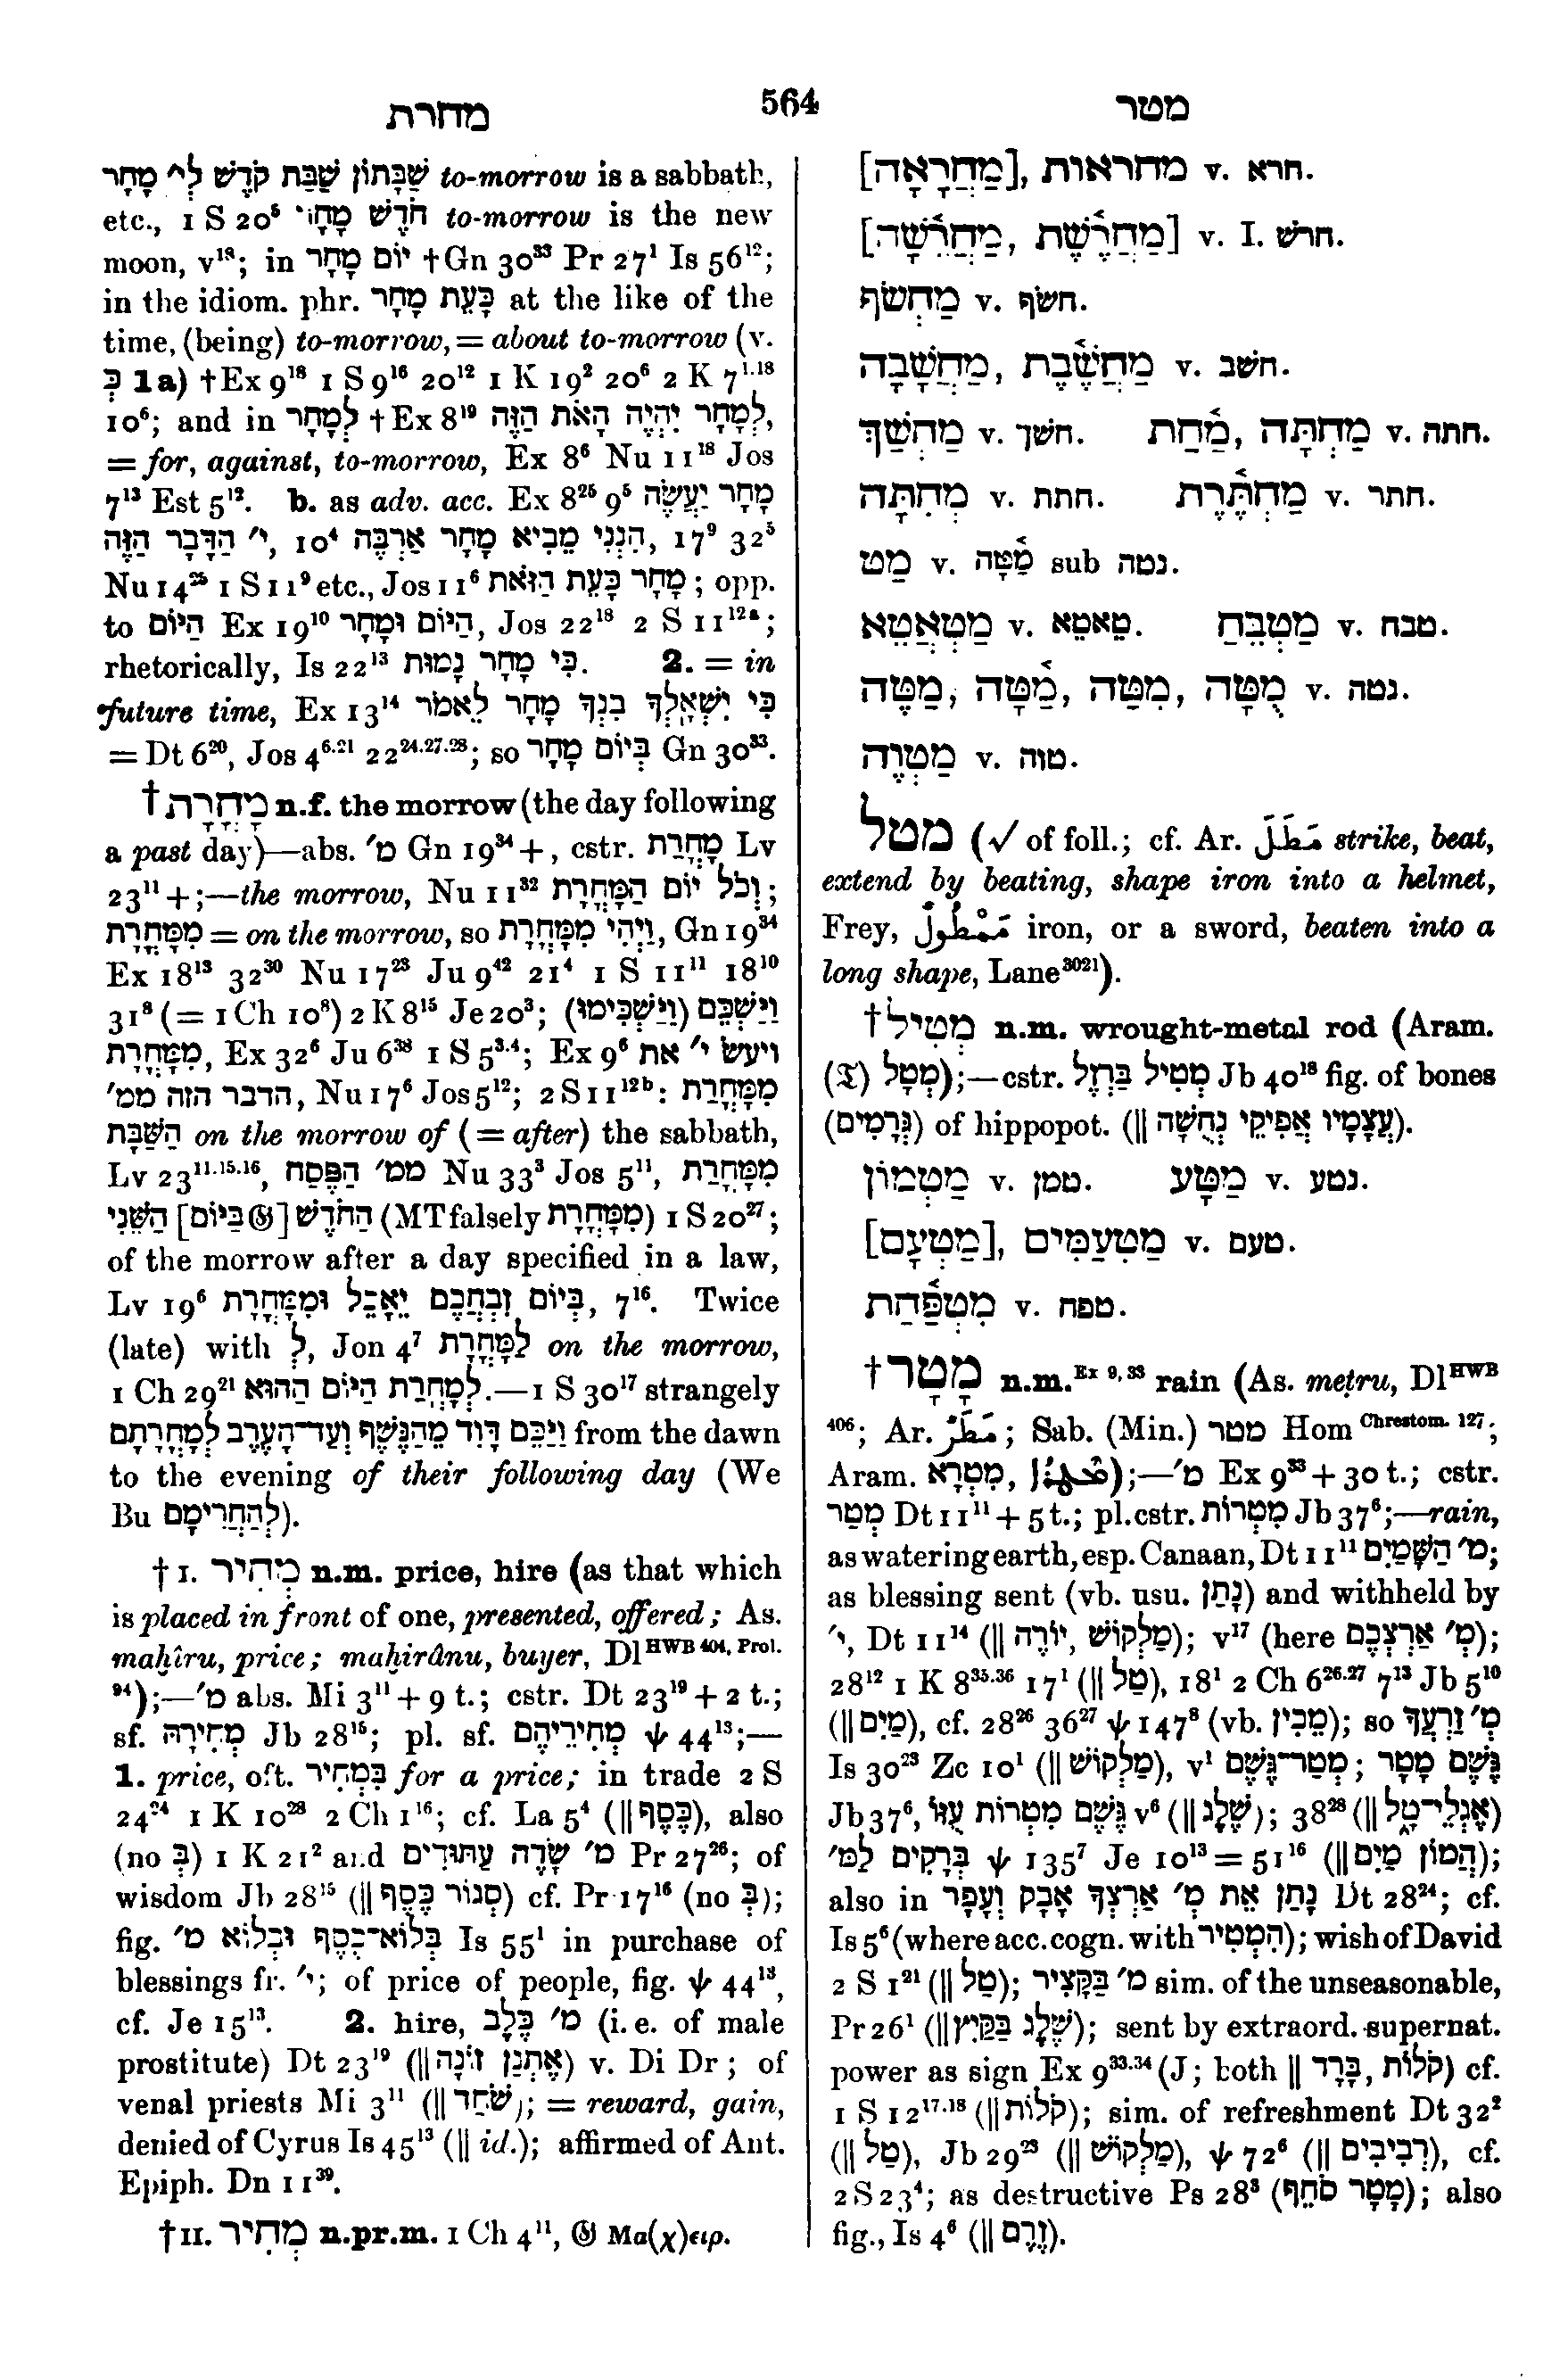 מחרת
564
מטר
שַׁבָּתוֹן שַׁבַּת קֹדֶשׁ לַי׳ מָחָר to-morrow is a sabbath,
etc., 1 S 20⁵ חֹדֶשׁ מָחָר to-morrow is the new
moon, v¹⁸; in יוֹם מָחָר †Gn 30³³ Pr 27¹ Is 56¹²;
in the idiom. phr. כָּעֵת מָחָר at the like of the
time, (being) to-morrow, = about to-morrow (v.
כְּ 1a) †Ex 9¹⁸ 1 S 9¹⁶ 20¹² 1 K 19² 20⁶ 2 K 7¹·¹⁸
10⁶; and in לְמָחָר †Ex 8¹⁹ לְמָחָר יִהְיֶה הָאֹת הַזֶּה,
= for, against, to-morrow, Ex 8⁶ Nu 11¹⁸ Jos
7¹³ Est 5¹². b. as adv. acc. Ex 8²⁵ 9⁵ מָחָר יַעֲשֶׂה
י׳ הַדָּבָר הַזֶּה, 10⁴ הִנְנִי מֵבִיא מָחָר אַרְבֶּה, 17⁹ 32⁵
Nu 14²⁵ 1 S 11⁹ etc., Jos 11⁶ מָחָר כָּעֵת הַזֹּאת; opp.
to הַיּוֹם Ex 19¹⁰ הַיּוֹם וּמָחָר, Jos 22¹⁸ 2 S 11¹²ᵃ;
rhetorically, Is 22¹³ כִּי מָחָר נָמוּת. 2. = in
future time, Ex 13¹⁴ כִּי יִשְׁאָלְךָ בִנְךָ מָחָר לֵאמֹר
= Dt 6²⁰, Jos 4⁶·²¹ 22²⁴·²⁷·²⁸; so בְּיוֹם מָחָר Gn 30³³.
†מָחֳרָת n.f. the morrow (the day following
a past day)—abs. מ׳ Gn 19³⁴ +, cstr. מָחֳרַת Lv
23¹¹ +;—the morrow, Nu 11³² וְכֹל יוֹם הַמָּחֳרָת;
מִמָּחֳרָת = on the morrow, so וַיְהִי מִמָּחֳרָת, Gn 19³⁴
Ex 18¹³ 32³⁰ Nu 17²³ Ju 9⁴² 21⁴ 1 S 11¹¹ 18¹⁰
31⁸ (= 1 Ch 10⁸) 2 K 8¹⁵ Je 20³; וַיַּשְׁכֵּם (וַיַּשְׁכִּימוּ)
מִמָּחֳרָת, Ex 32⁶ Ju 6³⁸ 1 S 5³·⁴; Ex 9⁶ ויעשׂ י׳ את
הדבר הזה ממ׳, Nu 17⁶ Jos 5¹²; 2 S 11¹²ᵇ: מִמָּחֳרַת
הַשַּׁבָּת on the morrow of (= after) the sabbath,
Lv 23¹¹·¹⁵·¹⁶, ממ׳ הַפֶּסַח Nu 33³ Jos 5¹¹, מִמָּחֳרַת
הַחֹדֶשׁ [𝔊 בַּיּוֹם] הַשֵּׁנִי (MT falsely מִמָּחֳרָת) 1 S 20²⁷;
of the morrow after a day specified in a law,
Lv 19⁶ בְּיוֹם זִבְחֲכֶם יֵאָכֵל וּמִמָּחֳרָת, 7¹⁶. Twice
(late) with לְ, Jon 4⁷ לַמָּחֳרָת on the morrow,
1 Ch 29²¹ לְמָחֳרַת הַיּוֹם הַהוּא.—1 S 30¹⁷ strangely
וַיַּכֵּם דָּוִד מֵהַנֶּשֶׁף וְעַד־הָעֶרֶב לְמָחֳרָתָם from the dawn
to the evening of their following day (We
Bu לְהַחֲרִימָם).
†I. מְחִיר n.m. price, hire (as that which
is placed in front of one, presented, offered; As.
maḫîru, price; maḫirânu, buyer, Dl HWB 404, Prol.
94);—מ׳ abs. Mi 3¹¹ + 9 t.; cstr. Dt 23¹⁹ + 2 t.;
sf. מְחִירָהּ Jb 28¹⁵; pl. sf. מְחִירֵיהֶם ψ 44¹³;—
1. price, oft. בִּמְחִיר for a price; in trade 2 S
24²⁴ 1 K 10²⁸ 2 Ch 1¹⁶; cf. La 5⁴ (‖כֶּסֶף), also
(no בְּ) 1 K 21² and מ׳ שָׂדֶה עַתּוּדִים Pr 27²⁶; of
wisdom Jb 28¹⁵ (‖סְגוֹר כֶּסֶף) cf. Pr 17¹⁶ (no בְּ);
fig. בְּלוֹא־כֶסֶף וּבְלוֹא מ׳ Is 55¹ in purchase of
blessings fr. י׳; of price of people, fig. ψ 44¹³,
cf. Je 15¹³. 2. hire, מ׳ כֶּלֶב (i.e. of male
prostitute) Dt 23¹⁹ (‖אֶתְנַן זוֹנָה) v. Di Dr; of
venal priests Mi 3¹¹ (‖שֹׁחַד); = reward, gain,
denied of Cyrus Is 45¹³ (‖ id.); affirmed of Ant.
Epiph. Dn 11³⁹.
†II. מְחִיר n.pr.m. 1 Ch 4¹¹, 𝔊 Μα(χ)ειρ.
[מַחֲרָאָה], מחראות v. חרא.
[מַחֲרֶשֶׁת, מַחֲרֵשָׁה] v. I. חרשׁ.
מַחְשֹׂף v. חשׂף.
מַחֲשֶׁבֶת, מַחֲשָׁבָה v. חשׁב.
מַחְשָׁךְ v. חשׁך. מַחְתָּה, מַחַת v. חתה.
מְחִתָּה v. חתת. מַחְתֶּרֶת v. חתר.
מַט v. מַטָּה sub נטה.
מַטְאֲטֵא v. טֵאטֵא. מַטְבֵּחַ v. טבח.
מֻטָּה, מִטַּה, מַטָּה, מַטֶּה v. נטה.
מַטְוֶה v. טוה.
מטל (√ of foll.; cf. Ar. مَطَلَ strike, beat,
extend by beating, shape iron into a helmet,
Frey, مَمْطُولٌ iron, or a sword, beaten into a
long shape, Lane³⁰²¹).
†מְטִיל n.m. wrought-metal rod (Aram.
(𝔗) מְטָל);—cstr. מְטִיל בַּרְזֶל Jb 40¹⁸ fig. of bones
(גְּרָמִים) of hippopot. (‖ עֲצָמָיו אֲפִיקֵי נְחֻשָׁה).
מַטְמוֹן v. טמן. מַטָּע v. נטע.
[מַטְעָם], מַטְעַמִּים v. טעם.
מִטְפַּחַת v. טפח.
†מָטָר n.m. Ex 9, 33 rain (As. meṭru, Dl HWB
406; Ar. مَطَرٌ; Sab. (Min.) מטר Hom Chrestom. 127;
Aram. מִטְרָא, ܡܶܛܪܳܐ);—מ׳ Ex 9³³ + 30 t.; cstr.
מְטַר Dt 11¹¹ + 5 t.; pl. cstr. מִטְרוֹת Jb 37⁶;—rain,
as watering earth, esp. Canaan, Dt 11¹¹ מ׳ הַשָּׁמַיִם;
as blessing sent (vb. usu. נָתַן) and withheld by
י׳, Dt 11¹⁴ (‖ יוֹרֶה, מַלְקוֹשׁ); v¹⁷ (here מְ׳ אַרְצְכֶם);
28¹² 1 K 8³⁵·³⁶ 17¹ (‖ טַל), 18¹ 2 Ch 6²⁶·²⁷ 7¹³ Jb 5¹⁰
(‖מַיִם), cf. 28²⁶ 36²⁷ ψ 147⁸ (vb. מֵכִין); so מְ׳ זַרְעֲךָ
Is 30²³ Zc 10¹ (‖ מַלְקוֹשׁ), v¹ מְטַר־גֶּשֶׁם; גֶּשֶׁם מָטָר
Jb 37⁶, גֶּשֶׁם מִטְרוֹת עֻזּוֹ v⁶ (‖שֶׁלֶג); 38²⁸ (‖אֶגְלֵי־טָל)
בְּרָקִים לַמּ׳ ψ 135⁷ Je 10¹³ = 51¹⁶ (‖הֲמוֹן מַיִם);
also in נָתַן אֶת מְ׳ אַרְצְךָ אָבָק וְעָפָר Dt 28²⁴; cf.
Is 5⁶ (where acc. cogn. with הִמְטִיר); wish of David
2 S 1²¹ (‖ טַל); מ׳ בַּקָּצִיר sim. of the unseasonable,
Pr 26¹ (‖שֶׁלֶג בַּקַּיִץ); sent by extraord. supernat.
power as sign Ex 9³³·³⁴ (J; both ‖ בָּרָד, קֹלוֹת) cf.
1 S 12¹⁷·¹⁸ (‖קֹלוֹת); sim. of refreshment Dt 32²
(‖ טַל), Jb 29²³ (‖ מַלְקוֹשׁ), ψ 72⁶ (‖ רְבִיבִים), cf.
2 S 23⁴; as destructive Ps 28³ (מָטָר סֹחֵף); also
fig., Is 4⁶ (‖ זֶרֶם).